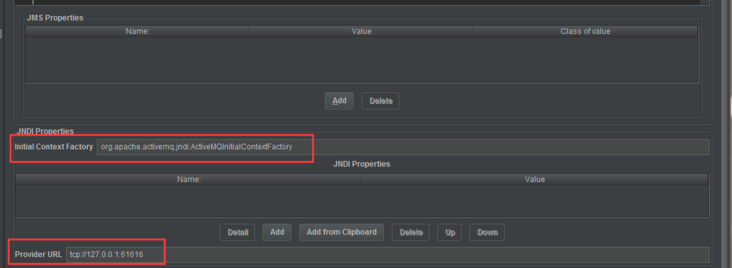 JMS Properties
Name: Value Class of value
Add Delete
JNDI Properties
Initial Context Factory org.apache.activemq.jndi.ActiveMQInitialContextFactory
JNDI Properties
Name: Value
Detail Add Add from Clipboard Delete Up Down
Provider URL tcp://127.0.0.1:61616